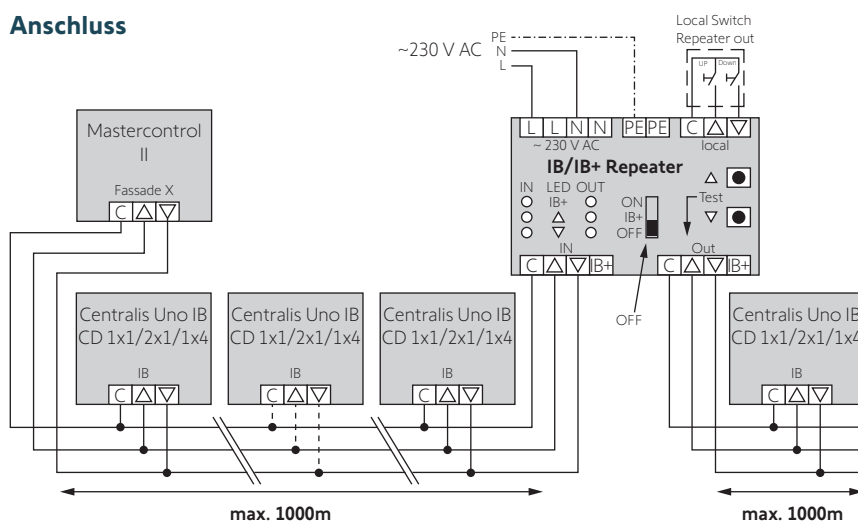 Anschluss
~230 V AC
PE
N
L
Local Switch
Repeater out
UP Down
L L N N PE PE C
~ 230 V AC local
IB/IB+ Repeater
IN LED OUT
IB+
ON
IB+
OFF
Test
IN
Out
C IB+
C IB+
OFF
Mastercontrol
II
Fassade X
C
Centralis Uno IB
CD 1x1/2x1/1x4
IB
C
Centralis Uno IB
CD 1x1/2x1/1x4
IB
C
Centralis Uno IB
CD 1x1/2x1/1x4
IB
C
Centralis Uno IB
CD 1x1/2x1/1x4
IB
C
max. 1000m
max. 1000m